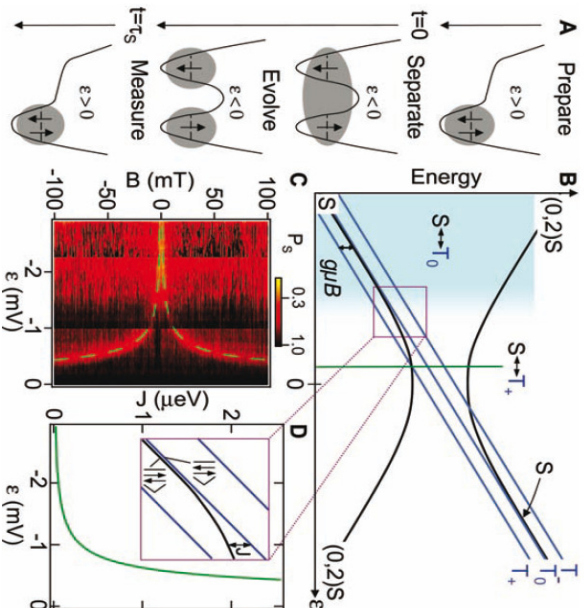 A
Prepare
ε>0
t=0
Separate
ε<0
Evolve
ε<0
t=τ_S
Measure
ε>0
B
Energy
(0,2)S
S
gμB
S
T₀
S
T₊
S
T₋
T₀
T₊
(0,2)S
ε
C
B (mT)
-100
-50
0
50
100
P_S
0.3
1.0
-2
-1
0
ε (mV)
D
J (μeV)
0
1
2
J
-2
-1
0
ε (mV)